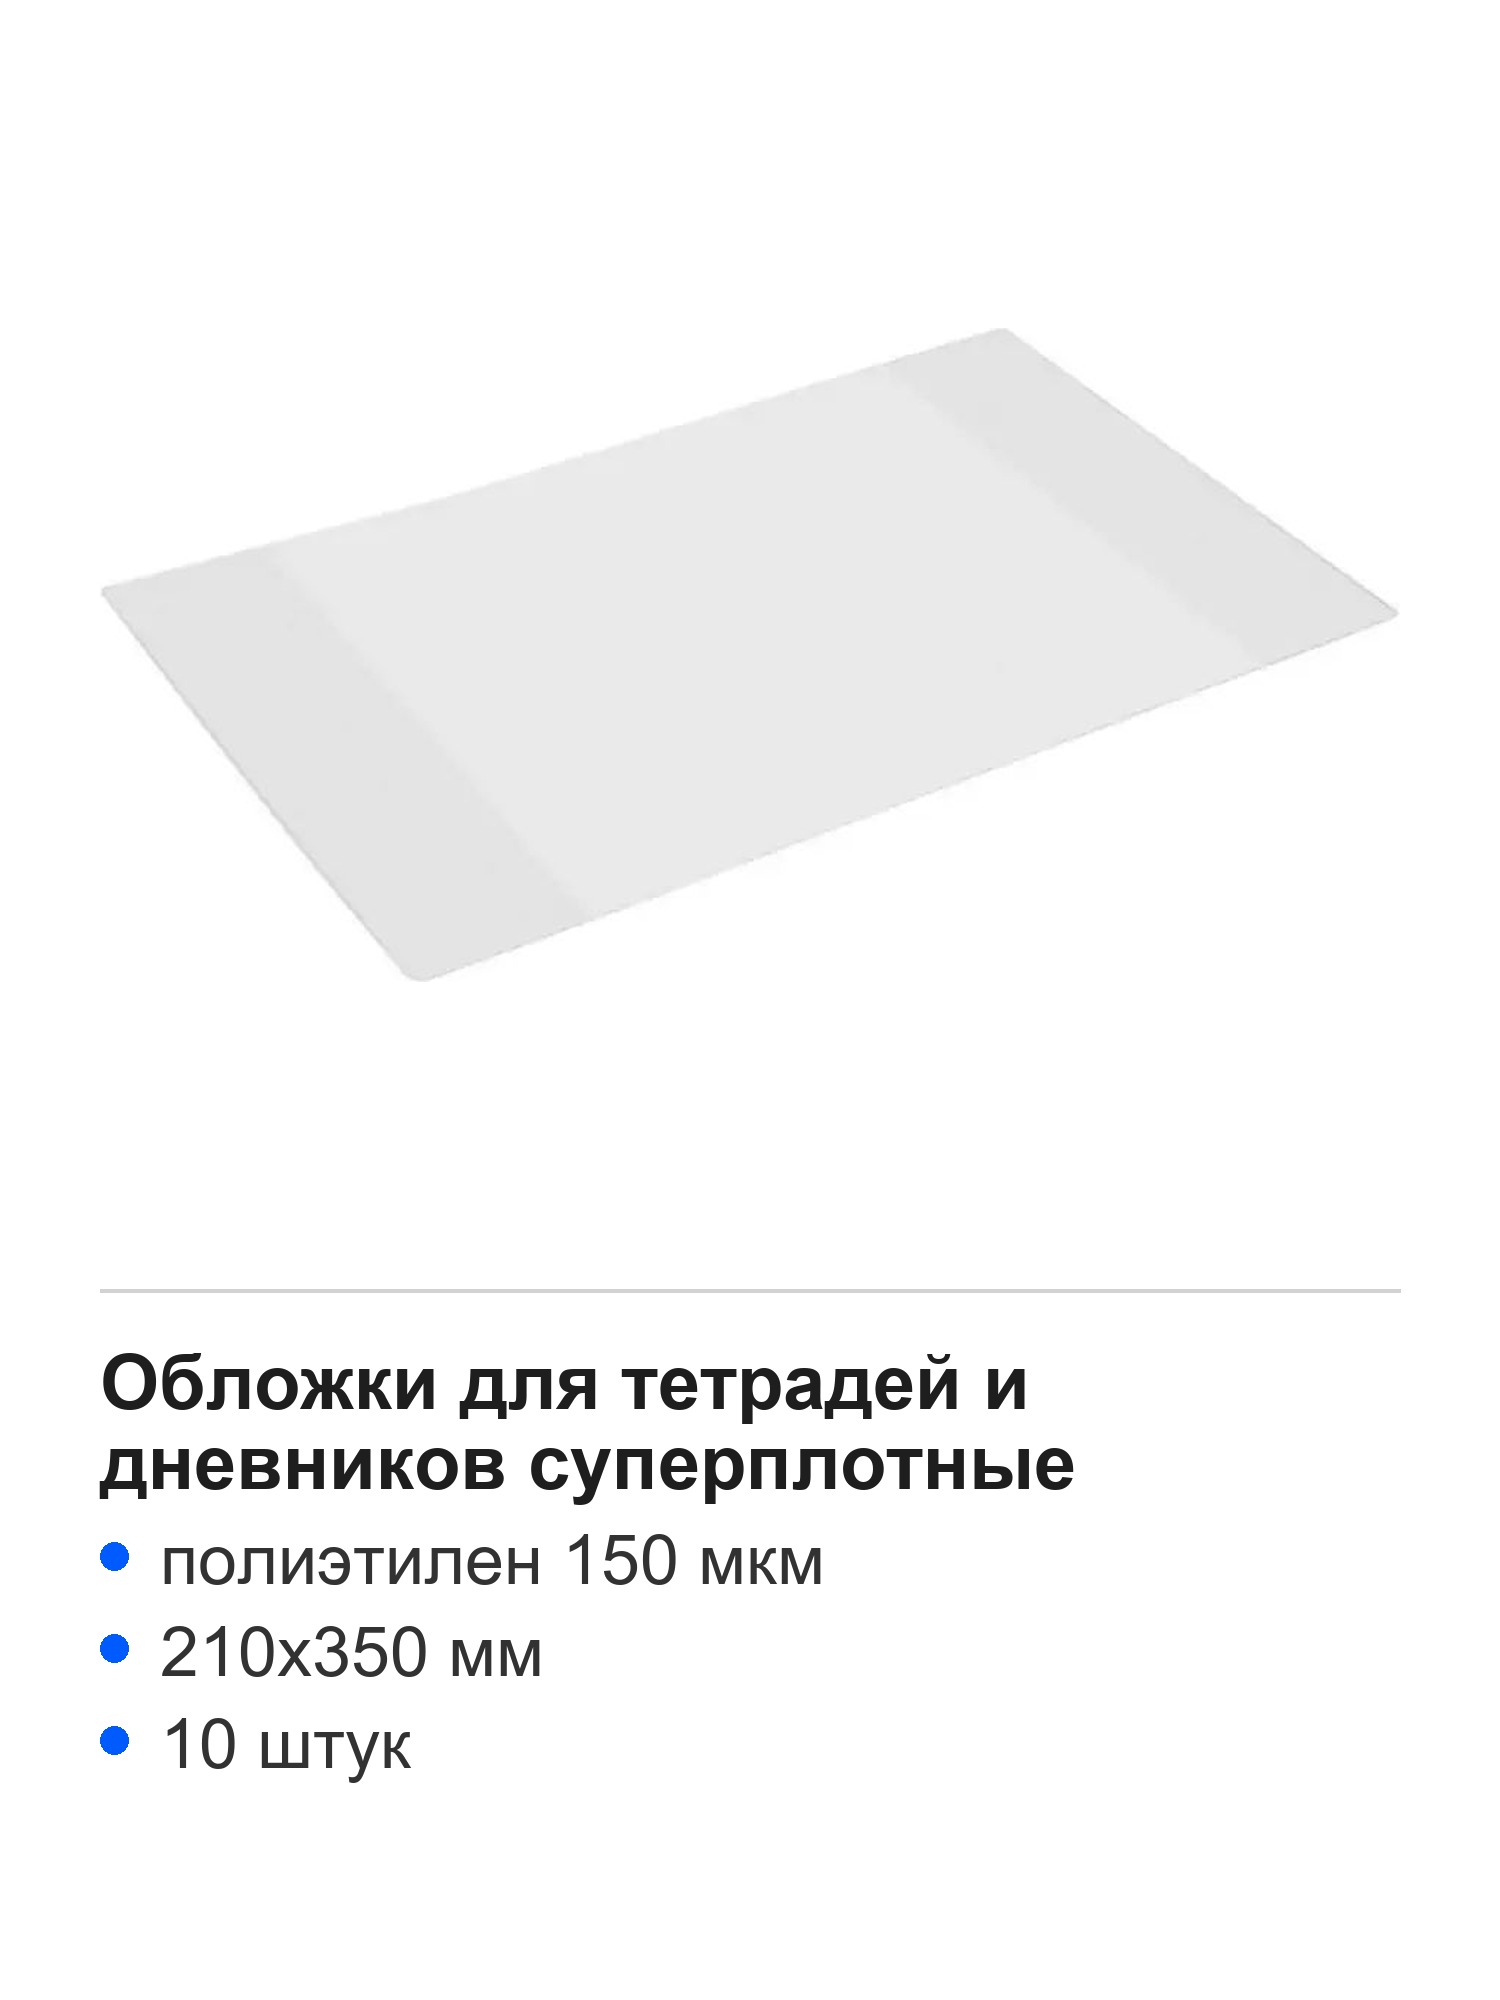 Обложки для тетрадей и
дневников суперплотные
полиэтилен 150 мкм
210x350 мм
10 штук